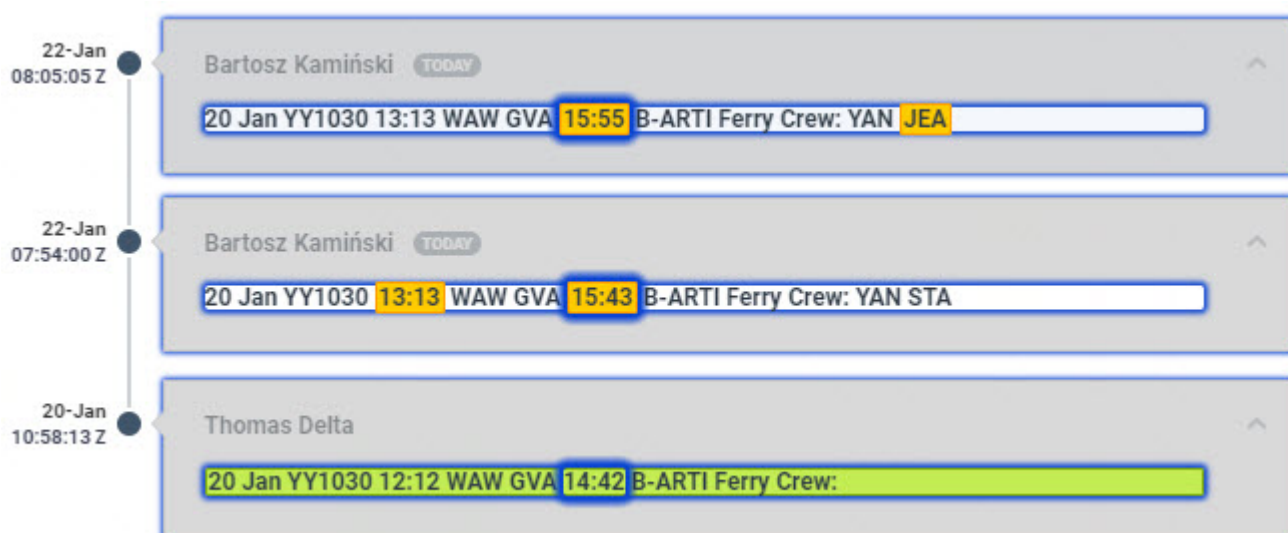 22-Jan
08:05:05 Z
Bartosz Kamiński TODAY
20 Jan YY1030 13:13 WAW GVA 15:55 B-ARTI Ferry Crew: YAN JEA
22-Jan
07:54:00 Z
Bartosz Kamiński TODAY
20 Jan YY1030 13:13 WAW GVA 15:43 B-ARTI Ferry Crew: YAN STA
20-Jan
10:58:13 Z
Thomas Delta
20 Jan YY1030 12:12 WAW GVA 14:42 B-ARTI Ferry Crew: